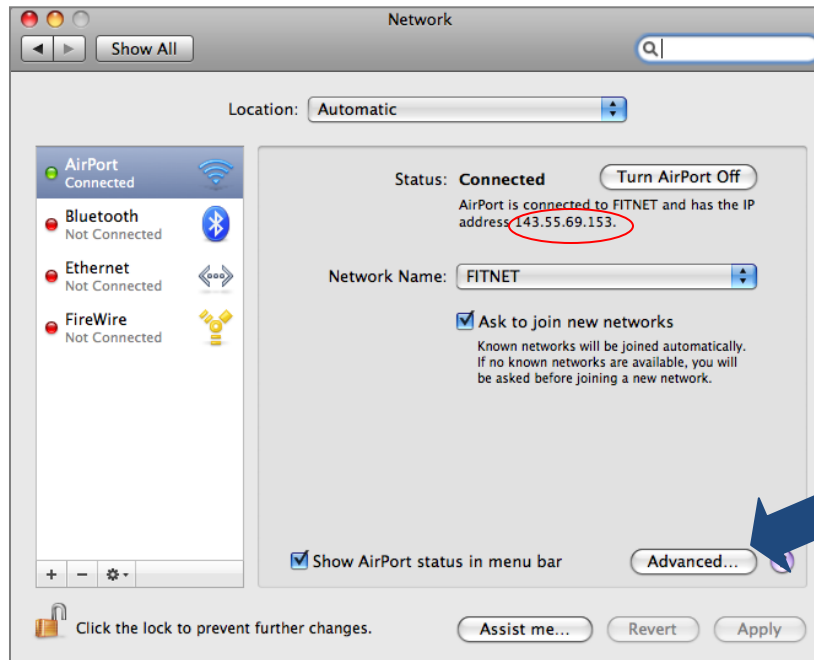 Network
Show All
Location: Automatic
AirPort
Connected
Bluetooth
Not Connected
Ethernet
Not Connected
FireWire
Not Connected
Status: Connected
Turn AirPort Off
AirPort is connected to FITNET and has the IP
address 143.55.69.153.
Network Name: FITNET
Ask to join new networks
Known networks will be joined automatically.
If no known networks are available, you will
be asked before joining a new network.
Show AirPort status in menu bar
Advanced...
+ −
Click the lock to prevent further changes.
Assist me...
Revert
Apply